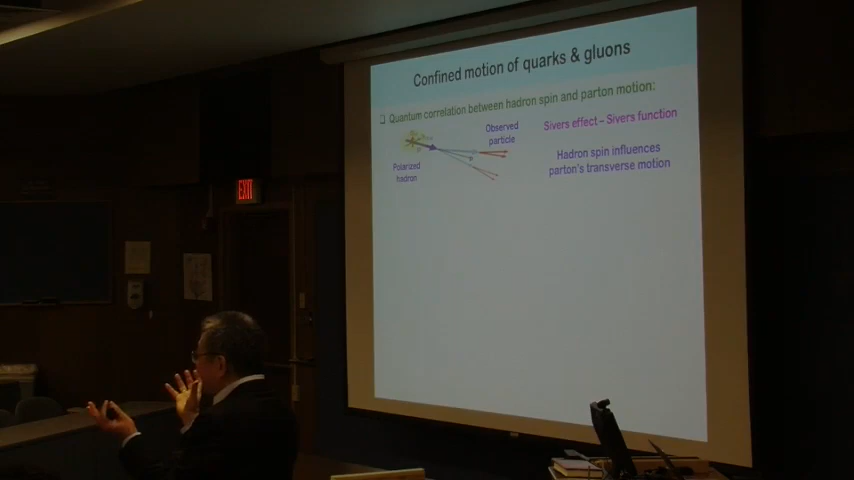 Confined motion of quarks & gluons
❑ Quantum correlation between hadron spin and parton motion:
Observed
particle
Polarized
hadron
Sivers effect – Sivers function
Hadron spin influences
parton's transverse motion
EXIT